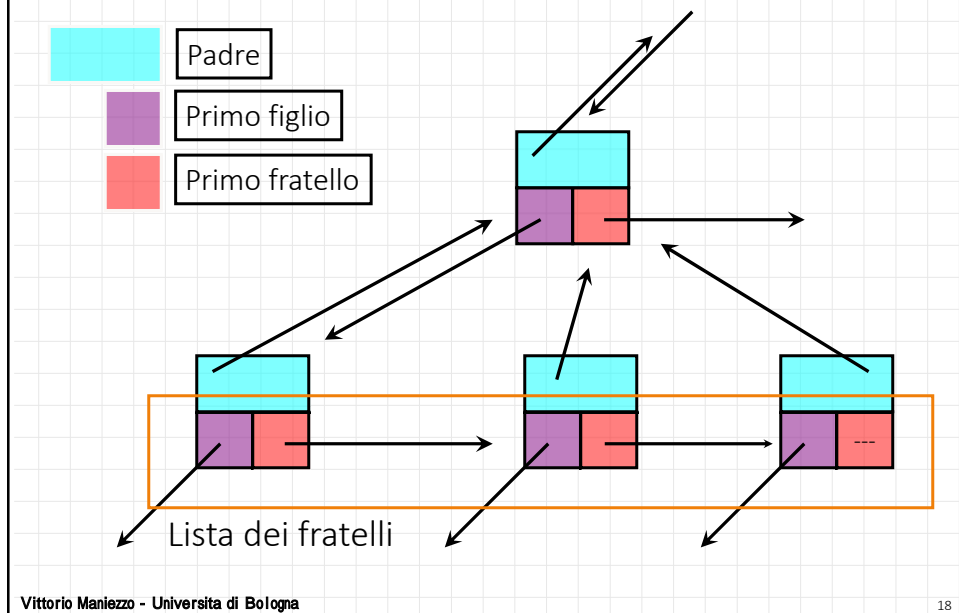 Padre
Primo figlio
Primo fratello
---
Lista dei fratelli
Vittorio Maniezzo - Universita di Bologna
18